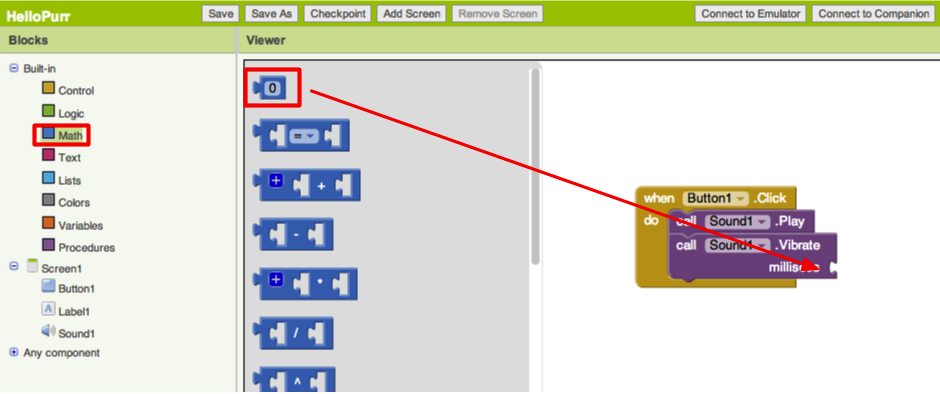 HelloPurr
Save
Save As
Checkpoint
Add Screen
Remove Screen
Connect to Emulator
Connect to Companion
Blocks
Viewer
Built-in
Control
Logic
Math
Text
Lists
Colors
Variables
Procedures
Screen1
Button1
Label1
Sound1
Any component
0
=
+
-
*
/
^
when Button1 .Click
do call Sound1 .Play
call Sound1 .Vibrate
millisecs